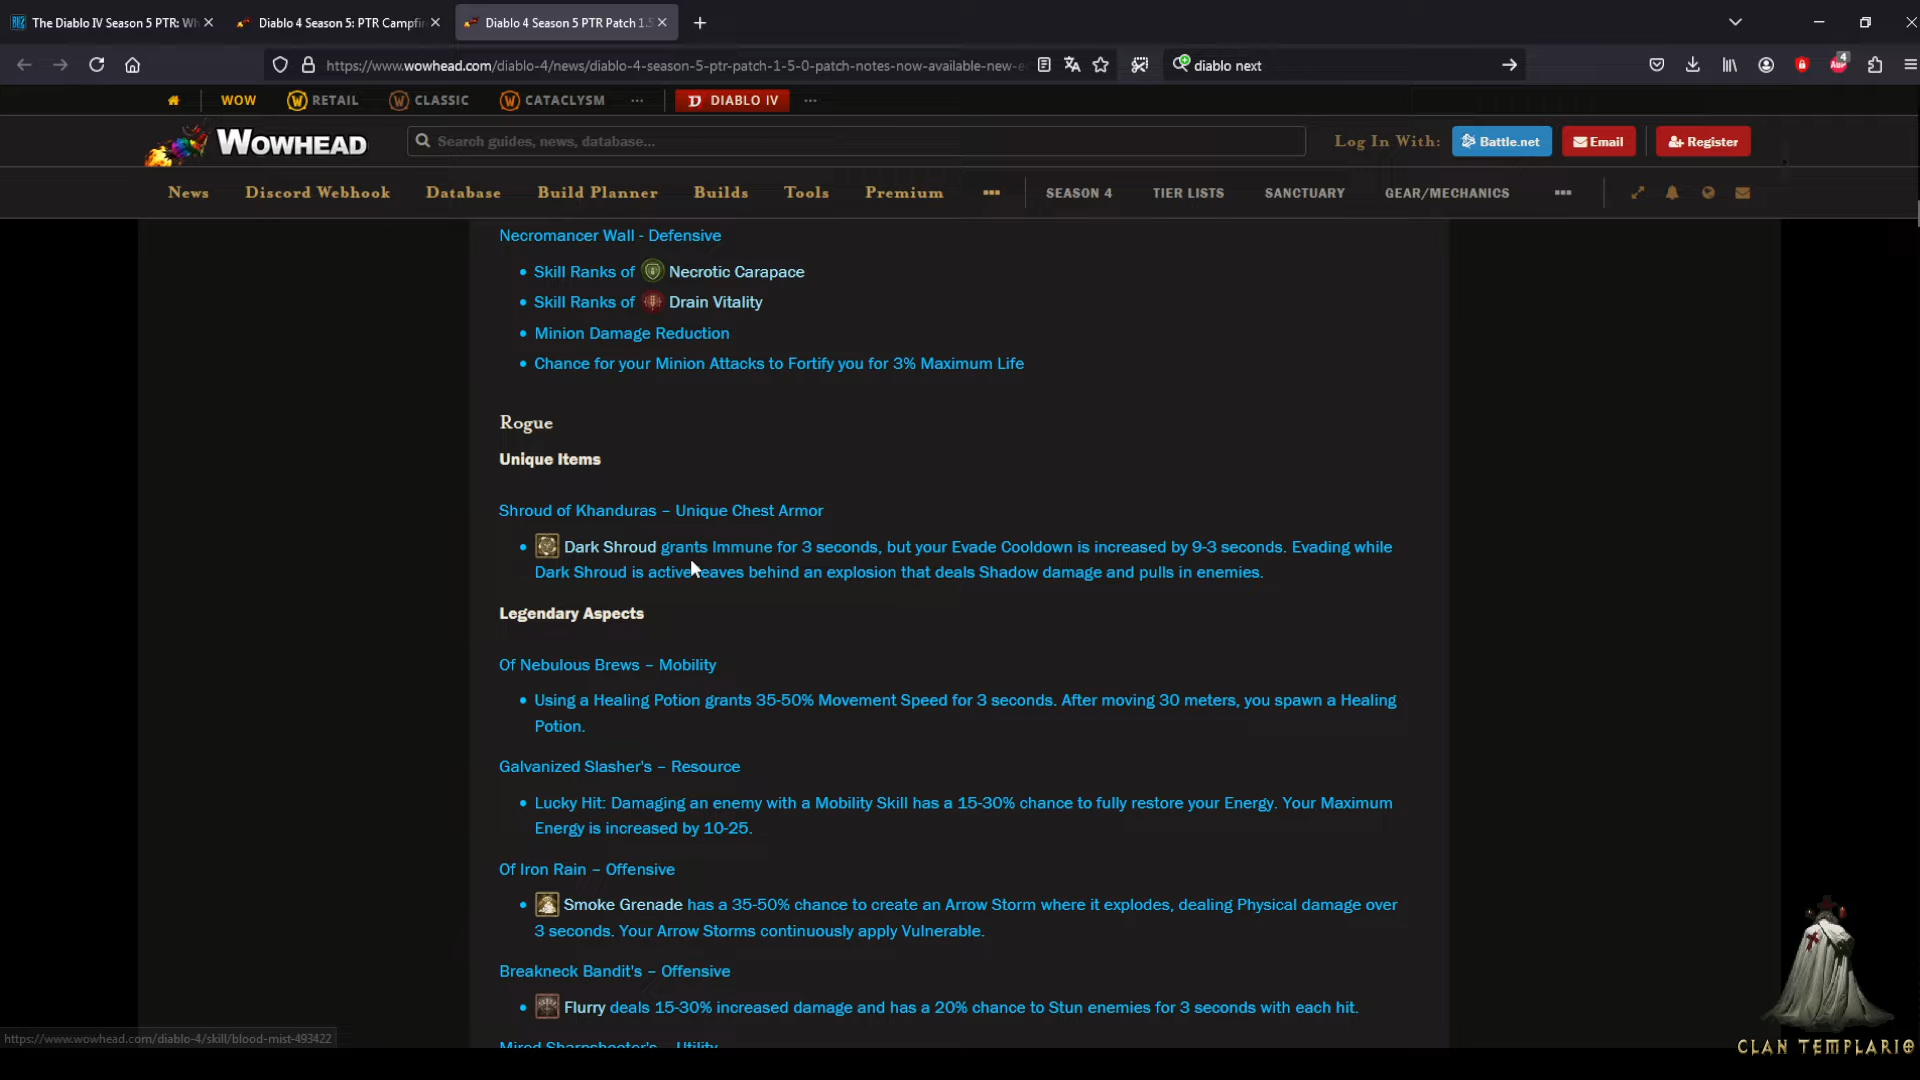 The Diablo IV Season 5 PTR: Wh
Diablo 4 Season 5: PTR Campfir
Diablo 4 Season 5 PTR Patch 1.5
https://www.wowhead.com/diablo-4/news/diablo-4-season-5-ptr-patch-1-5-0-patch-notes-now-available-new-e
diablo next
4
WOW RETAIL CLASSIC CATACLYSM ... DIABLO IV ...
WOWHEAD
Search guides, news, database...
Log In With: Battle.net Email Register
News Discord Webhook Database Build Planner Builds Tools Premium ... SEASON 4 TIER LISTS SANCTUARY GEAR/MECHANICS ...
Necromancer Wall - Defensive
• Skill Ranks of Necrotic Carapace
• Skill Ranks of Drain Vitality
• Minion Damage Reduction
• Chance for your Minion Attacks to Fortify you for 3% Maximum Life
Rogue
Unique Items
Shroud of Khanduras – Unique Chest Armor
• Dark Shroud grants Immune for 3 seconds, but your Evade Cooldown is increased by 9-3 seconds. Evading while
Dark Shroud is active leaves behind an explosion that deals Shadow damage and pulls in enemies.
Legendary Aspects
Of Nebulous Brews – Mobility
• Using a Healing Potion grants 35-50% Movement Speed for 3 seconds. After moving 30 meters, you spawn a Healing
Potion.
Galvanized Slasher's – Resource
• Lucky Hit: Damaging an enemy with a Mobility Skill has a 15-30% chance to fully restore your Energy. Your Maximum
Energy is increased by 10-25.
Of Iron Rain – Offensive
• Smoke Grenade has a 35-50% chance to create an Arrow Storm where it explodes, dealing Physical damage over
3 seconds. Your Arrow Storms continuously apply Vulnerable.
Breakneck Bandit's – Offensive
• Flurry deals 15-30% increased damage and has a 20% chance to Stun enemies for 3 seconds with each hit.
Mired Sharpshooter's – Utility
https://www.wowhead.com/diablo-4/skill/blood-mist-493422
CLAN TEMPLARIO